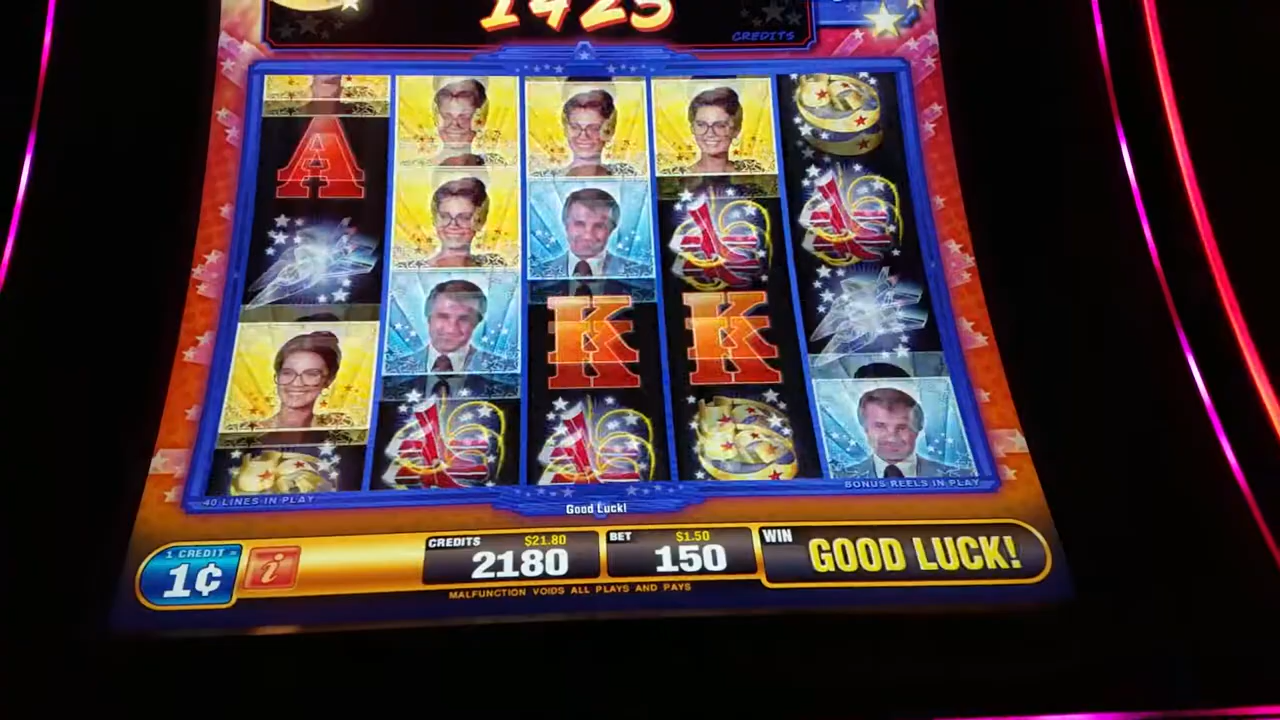 1425
CREDITS
A
K K
40 LINES IN PLAY
BONUS REELS IN PLAY
Good Luck!
1 CREDIT =
1¢
i
CREDITS $21.80
2180
BET $1.50
150
WIN
GOOD LUCK!
MALFUNCTION VOIDS ALL PLAYS AND PAYS